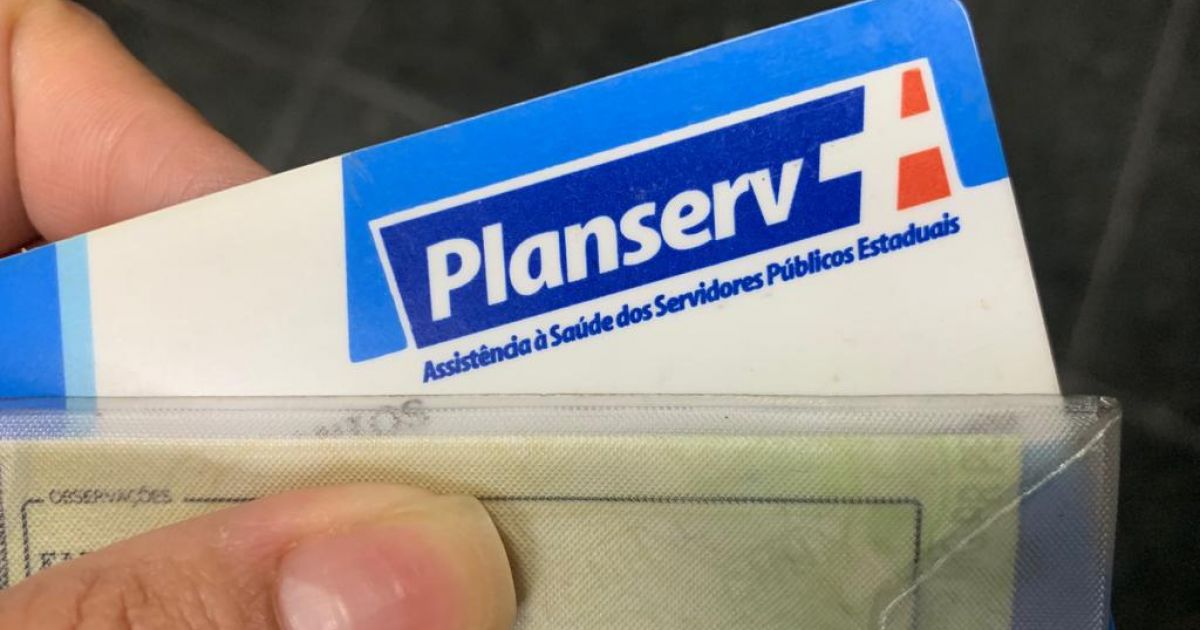 Planserv
Assistência à Saúde dos Servidores Públicos Estaduais
OBSERVAÇÕES